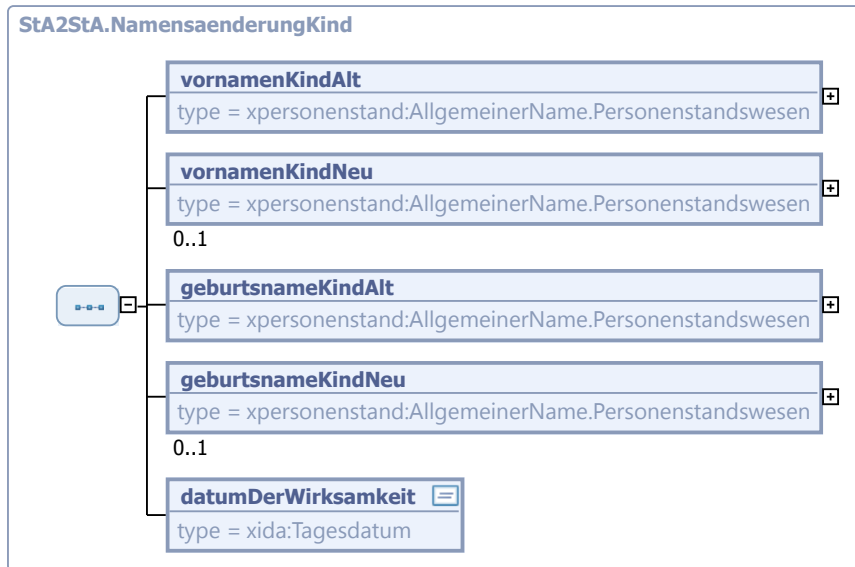 StA2StA.NamensaenderungKind
vornamenKindAlt
type = xpersonenstand:AllgemeinerName.Personenstandswesen
vornamenKindNeu
type = xpersonenstand:AllgemeinerName.Personenstandswesen
0..1
geburtsnameKindAlt
type = xpersonenstand:AllgemeinerName.Personenstandswesen
geburtsnameKindNeu
type = xpersonenstand:AllgemeinerName.Personenstandswesen
0..1
datumDerWirksamkeit
type = xida:Tagesdatum